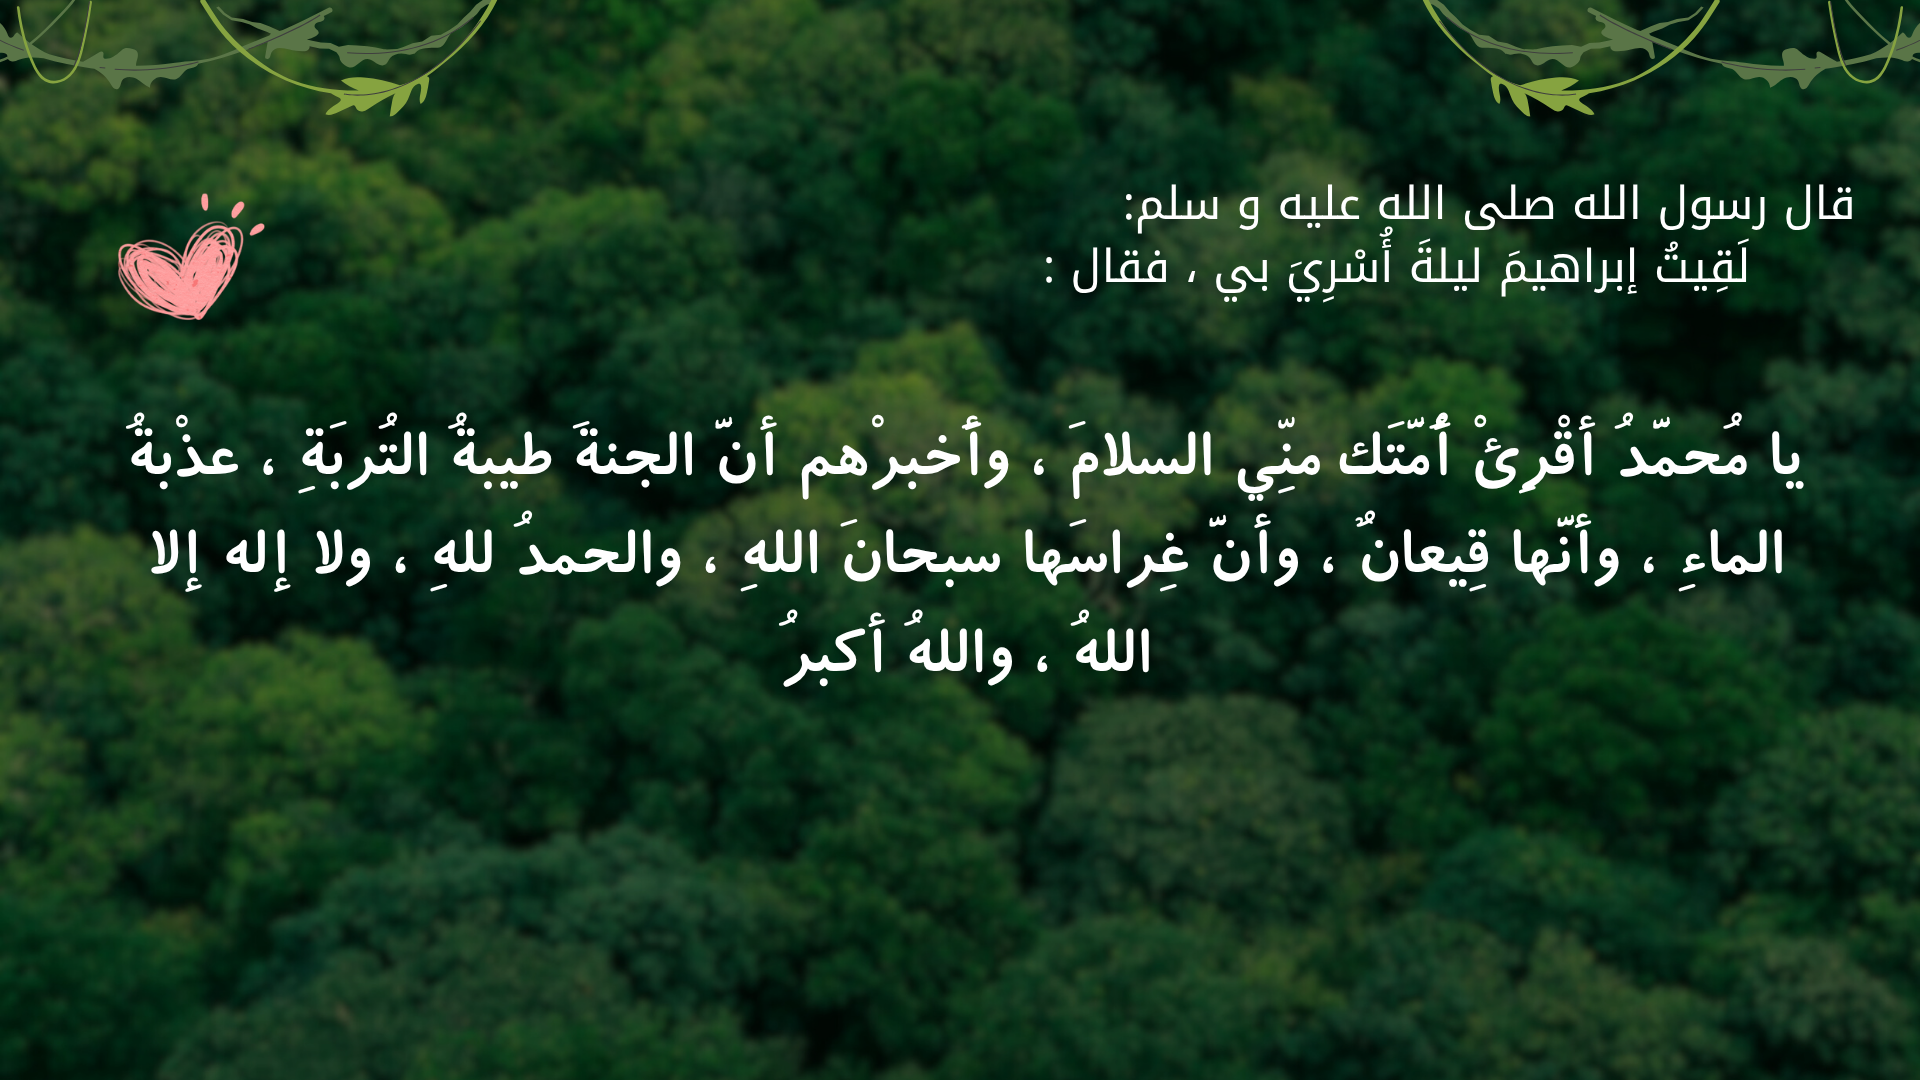 قال رسول الله صلى الله عليه و سلم:
لَقِيتُ إبراهيمَ ليلةَ أُسْرِيَ بي ، فقال :
يا مُحمّدُ أقْرِئْ أُمّتَك منِّي السلامَ ، وأَخبرْهم أنّ الجنةَ طيبةُ التُربَةِ ، عذْبةُ
الماءِ ، وأنّها قِيعانٌ ، وأنّ غِراسَها سبحانَ اللهِ ، والحمدُ للهِ ، ولا إله إلا
اللهُ ، واللهُ أكبرُ